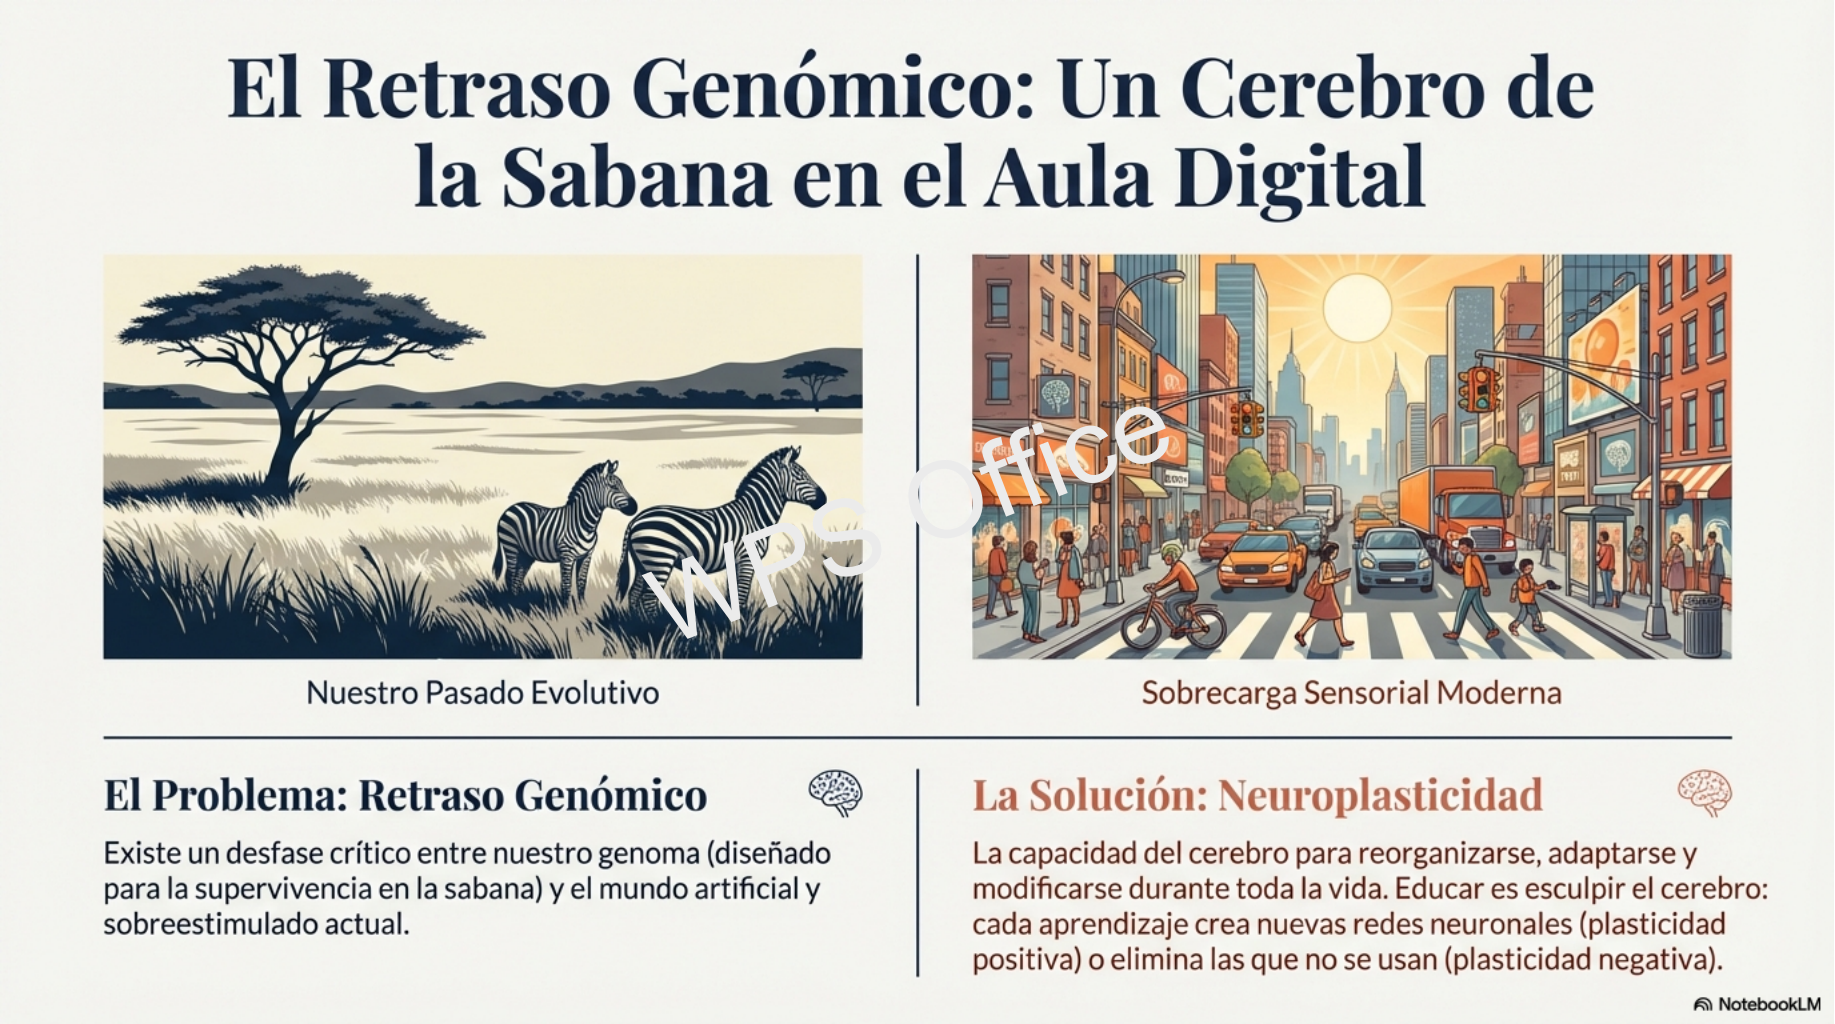 El Retraso Genómico: Un Cerebro de
la Sabana en el Aula Digital
WPS Office
Nuestro Pasado Evolutivo
Sobrecarga Sensorial Moderna
El Problema: Retraso Genómico
Existe un desfase crítico entre nuestro genoma (diseñado
para la supervivencia en la sabana) y el mundo artificial y
sobreestimulado actual.
La Solución: Neuroplasticidad
La capacidad del cerebro para reorganizarse, adaptarse y
modificarse durante toda la vida. Educar es esculpir el cerebro:
cada aprendizaje crea nuevas redes neuronales (plasticidad
positiva) o elimina las que no se usan (plasticidad negativa).
NotebookLM